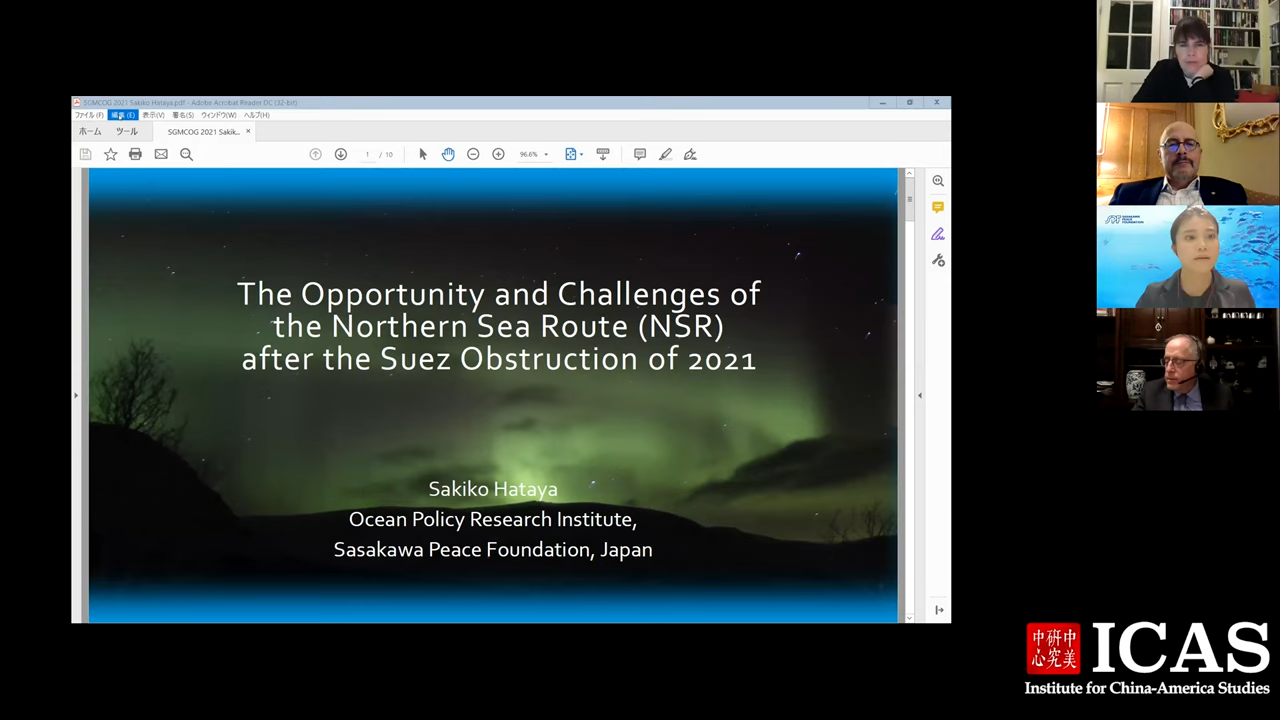 SGMCOG 2021 Sakiko Hataya.pdf - Adobe Acrobat Reader DC (32-bit)
ファイル(F) 編集(E) 表示(V) 署名(S) ウィンドウ(W) ヘルプ(H)
ホーム ツール SGMCOG 2021 Sakik... ×
1 / 10 96.6%
The Opportunity and Challenges of
the Northern Sea Route (NSR)
after the Suez Obstruction of 2021
Sakiko Hataya
Ocean Policy Research Institute,
Sasakawa Peace Foundation, Japan
SASAKAWA
PEACE
FOUNDATION
中研中
心究美
ICAS
Institute for China-America Studies